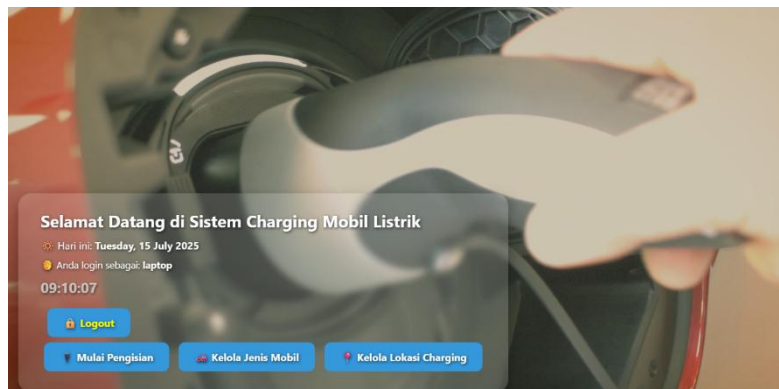 Selamat Datang di Sistem Charging Mobil Listrik
Hari ini: Tuesday, 15 July 2025
Anda login sebagai: laptop
09:10:07
Logout
Mulai Pengisian
Kelola Jenis Mobil
Kelola Lokasi Charging